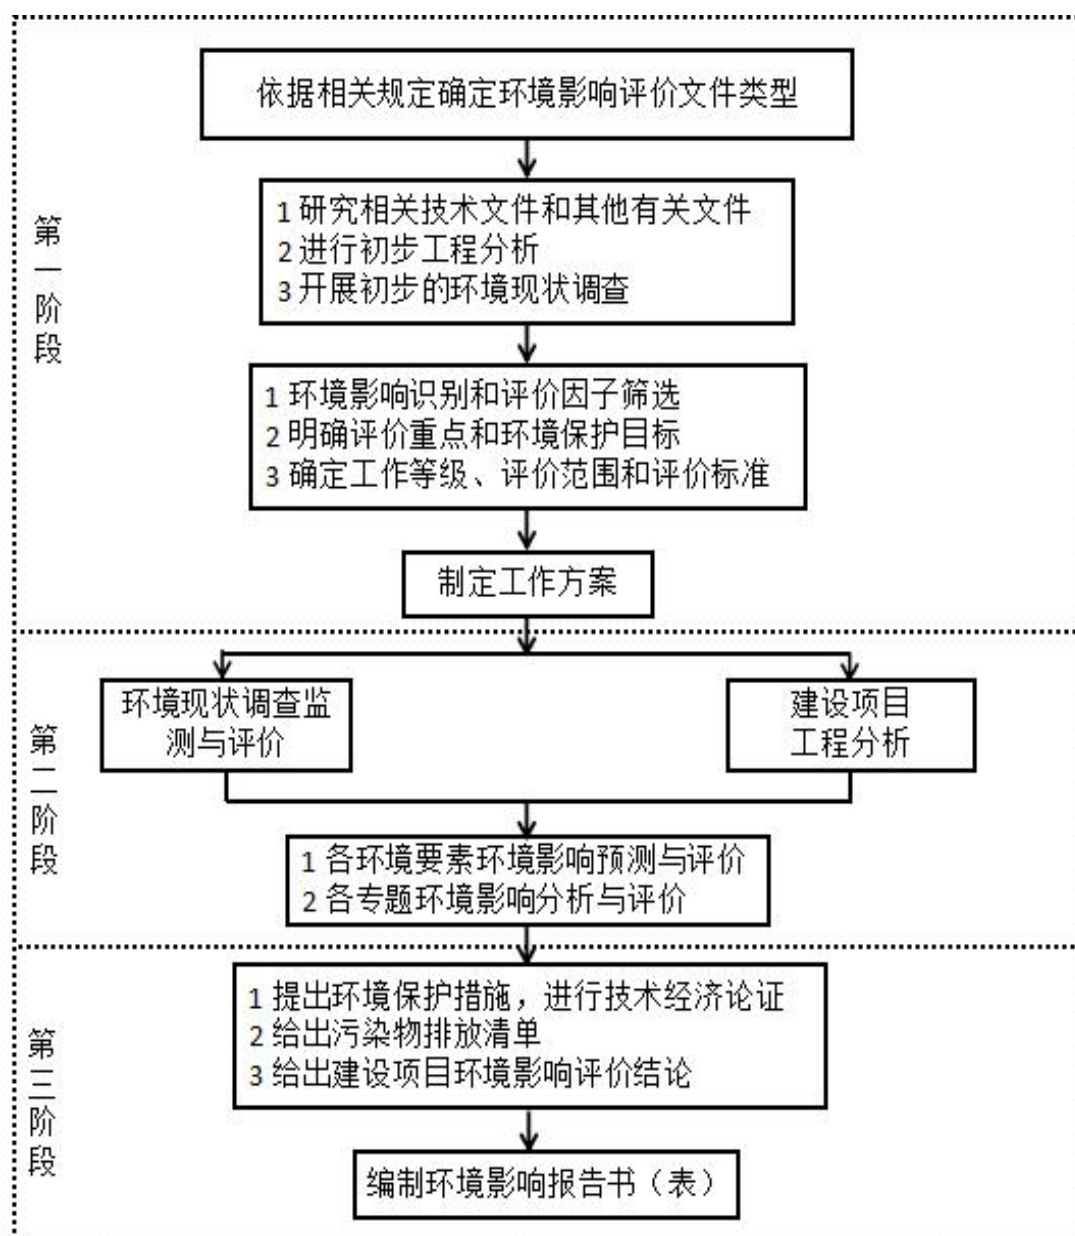 依据相关规定确定环境影响评价文件类型
第一阶段
1 研究相关技术文件和其他有关文件
2 进行初步工程分析
3 开展初步的环境现状调查
1 环境影响识别和评价因子筛选
2 明确评价重点和环境保护目标
3 确定工作等级、评价范围和评价标准
制定工作方案
第二阶段
环境现状调查监
测与评价
建设项目
工程分析
1 各环境要素环境影响预测与评价
2 各专题环境影响分析与评价
第三阶段
1 提出环境保护措施，进行技术经济论证
2 给出污染物排放清单
3 给出建设项目环境影响评价结论
编制环境影响报告书（表）